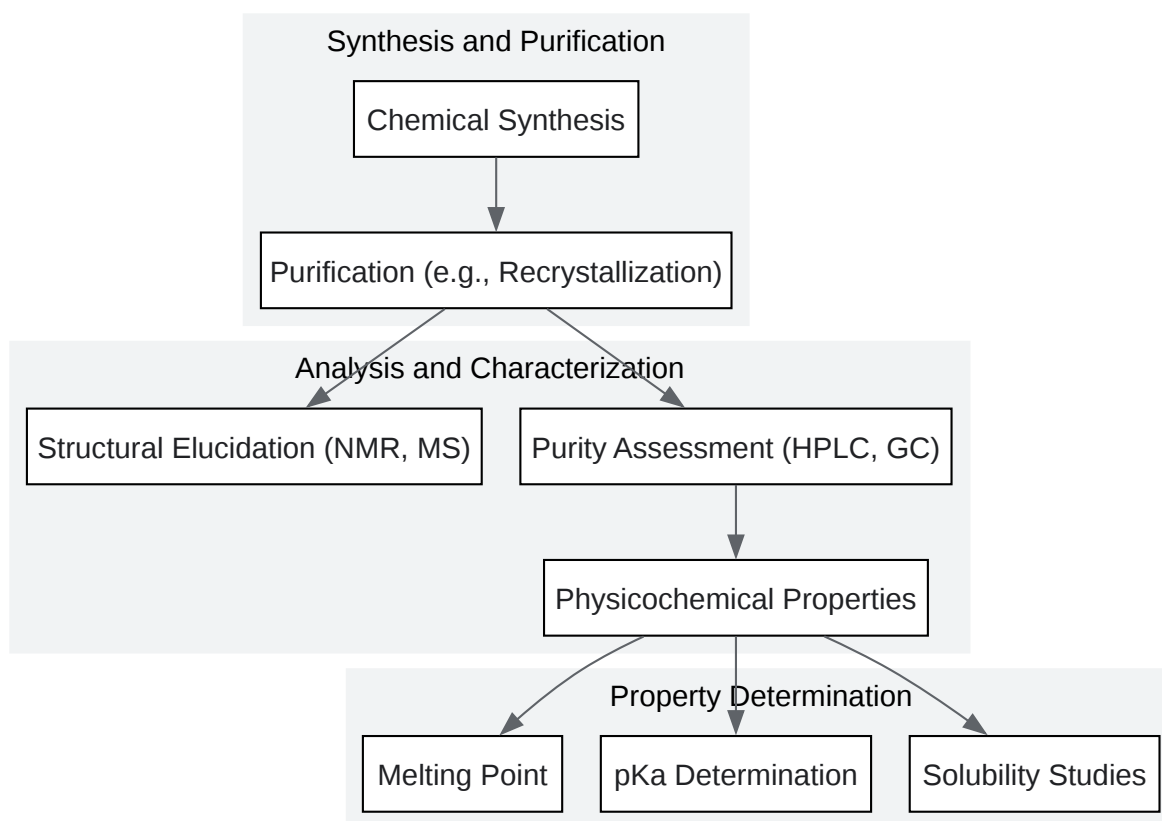 Synthesis and Purification
Chemical Synthesis
Purification (e.g., Recrystallization)
Analysis and Characterization
Structural Elucidation (NMR, MS)
Purity Assessment (HPLC, GC)
Physicochemical Properties
Property Determination
Melting Point
pKa Determination
Solubility Studies